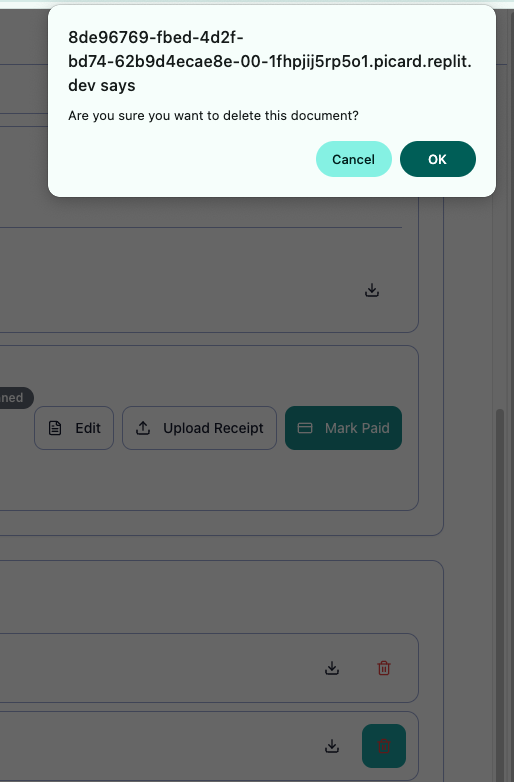 8de96769-fbed-4d2f-
bd74-62b9d4ecae8e-00-1fhpjij5rp5o1.picard.replit.
dev says
Are you sure you want to delete this document?
Cancel
OK
ned
Edit
Upload Receipt
Mark Paid